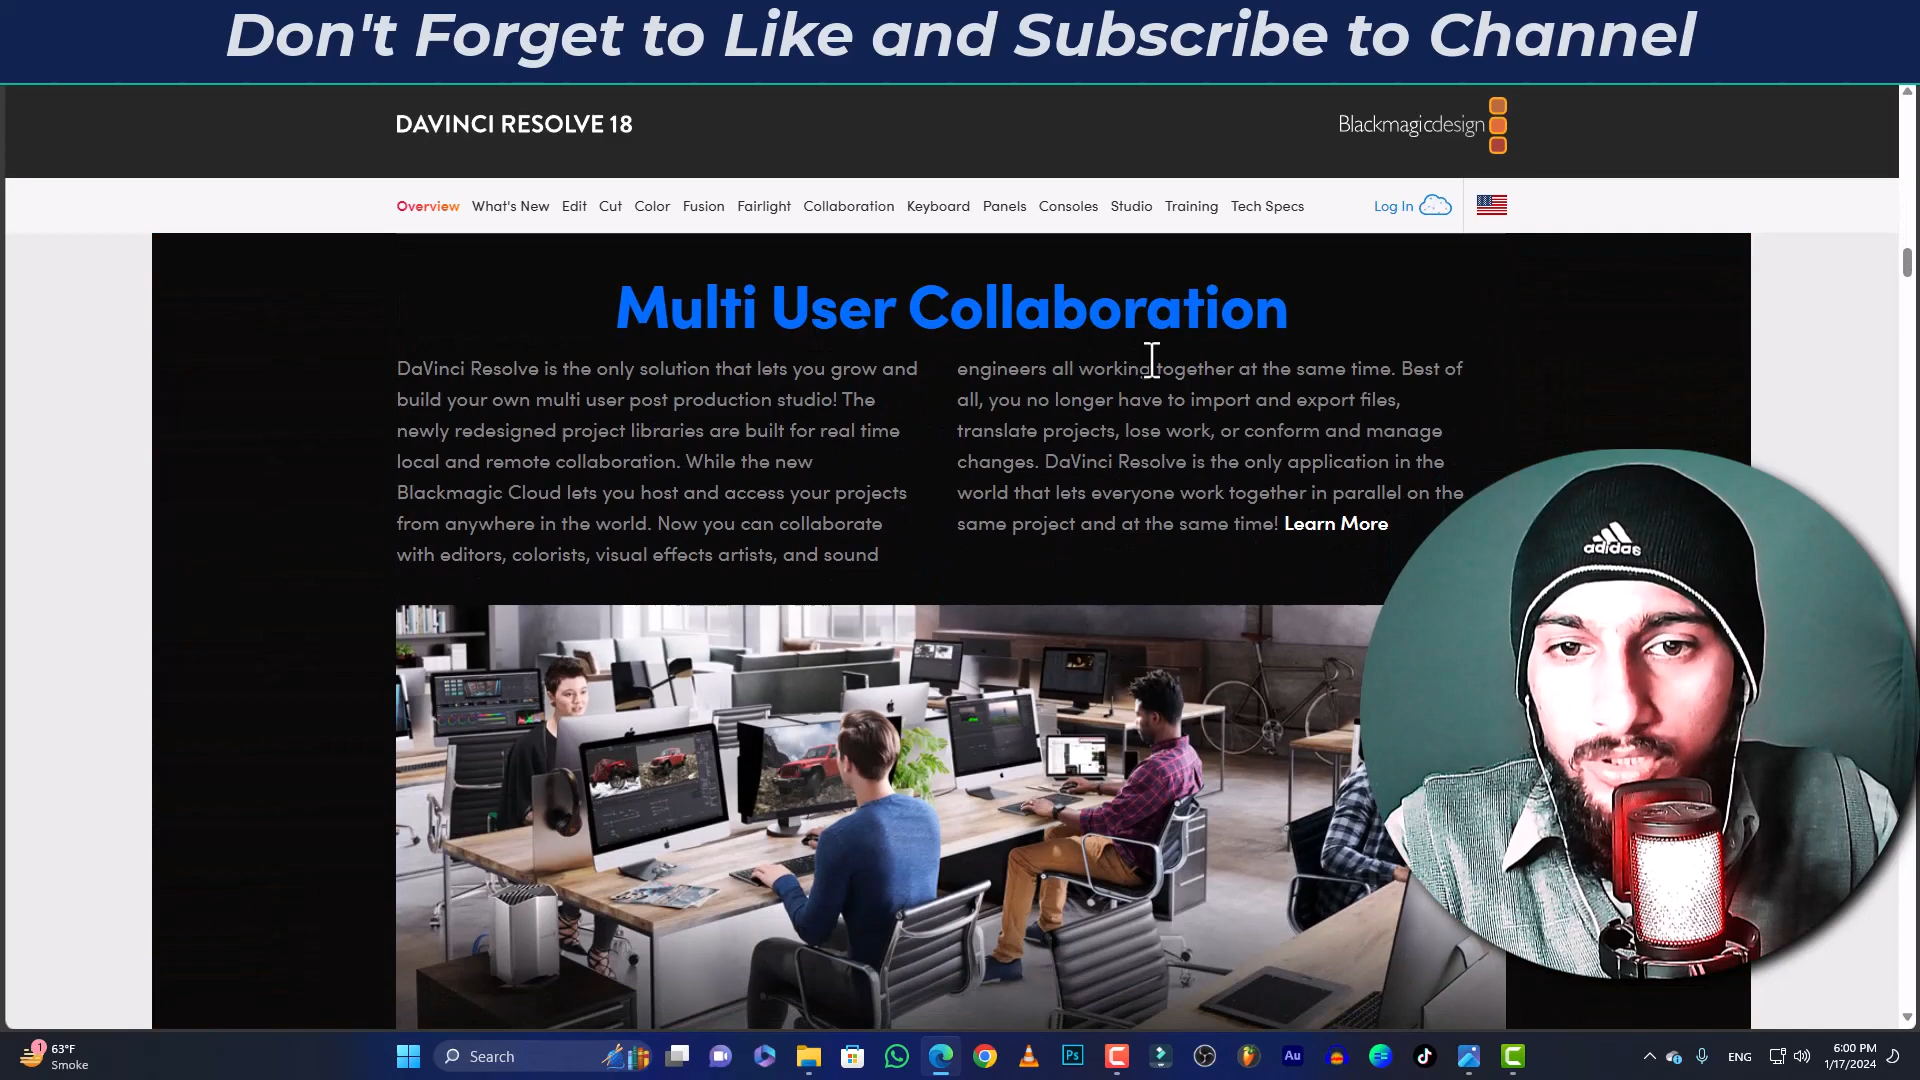 Don't Forget to Like and Subscribe to Channel
DAVINCI RESOLVE 18
Blackmagicdesign
Overview What's New Edit Cut Color Fusion Fairlight Collaboration Keyboard Panels Consoles Studio Training Tech Specs Log In
Multi User Collaboration
DaVinci Resolve is the only solution that lets you grow and
build your own multi user post production studio! The
newly redesigned project libraries are built for real time
local and remote collaboration. While the new
Blackmagic Cloud lets you host and access your projects
from anywhere in the world. Now you can collaborate
with editors, colorists, visual effects artists, and sound
engineers all working together at the same time. Best of
all, you no longer have to import and export files,
translate projects, lose work, or conform and manage
changes. DaVinci Resolve is the only application in the
world that lets everyone work together in parallel on the
same project and at the same time! Learn More
adidas
1
63°F
Smoke
Search
Ps
Au
ENG
6:00 PM
1/17/2024